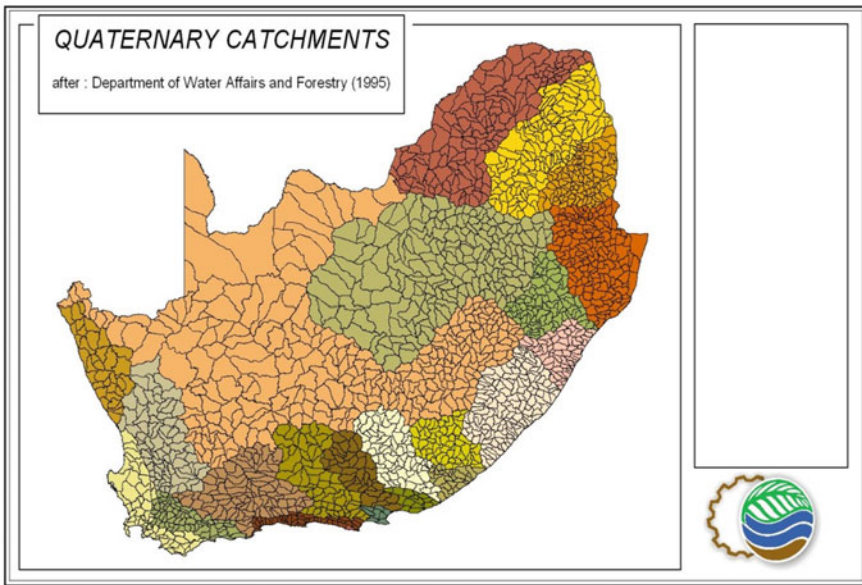 QUATERNARY CATCHMENTS
after : Department of Water Affairs and Forestry (1995)